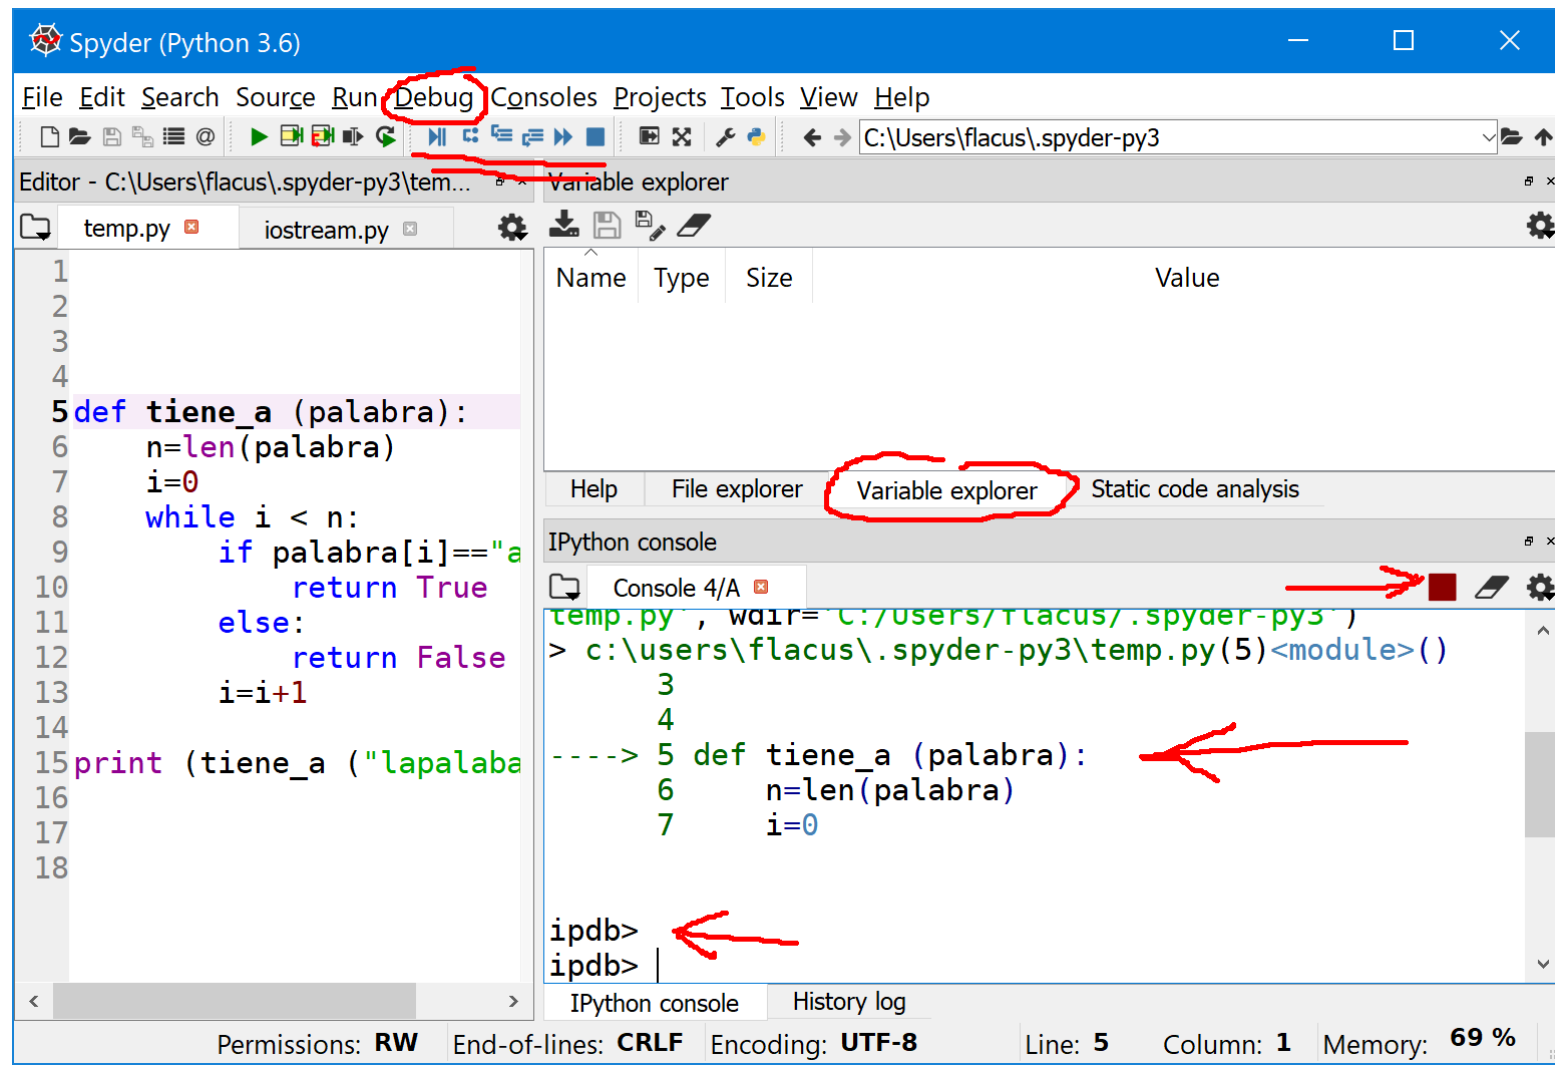 Spyder (Python 3.6)
File Edit Search Source Run Debug Consoles Projects Tools View Help
C:\Users\flacus\.spyder-py3
Editor - C:\Users\flacus\.spyder-py3\tem...
temp.py
iostream.py
1
2
3
4
5 def tiene_a (palabra):
6 n=len(palabra)
7 i=0
8 while i < n:
9 if palabra[i]=="a
10 return True
11 else:
12 return False
13 i=i+1
14
15 print (tiene_a ("lapalaba
16
17
18
Variable explorer
Name Type Size Value
Help File explorer Variable explorer Static code analysis
IPython console
Console 4/A
temp.py', wdir='C:/Users/flacus/.spyder-py3')
> c:\users\flacus\.spyder-py3\temp.py(5)<module>()
3
4
----> 5 def tiene_a (palabra):
6 n=len(palabra)
7 i=0
ipdb>
ipdb>
IPython console History log
Permissions: RW End-of-lines: CRLF Encoding: UTF-8 Line: 5 Column: 1 Memory: 69 %